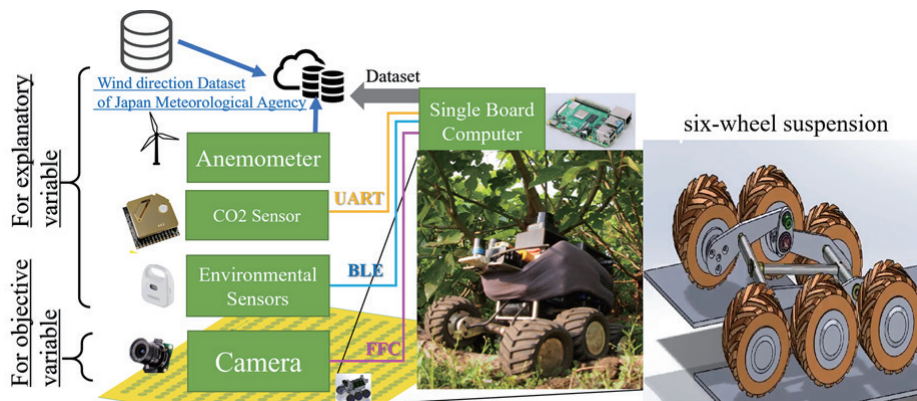 Wind direction Dataset
of Japan Meteorological Agency
Dataset
Single Board
Computer
six-wheel suspension
For explanatory
variable
Anemometer
CO2 Sensor
UART
Environmental
Sensors
BLE
For objective
variable
Camera
FFC